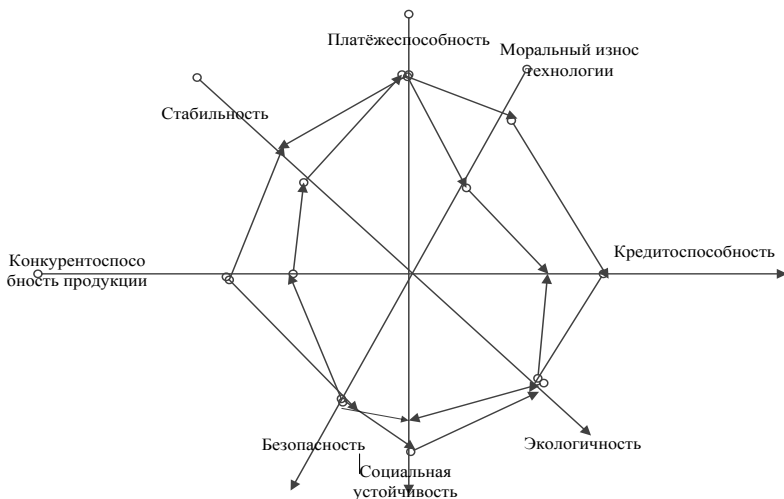 Платёжеспособность
Моральный износ
технологии
Стабильность
Конкурентоспосо
бность продукции
Кредитоспособность
Безопасность
Социальная
устойчивость
Экологичность